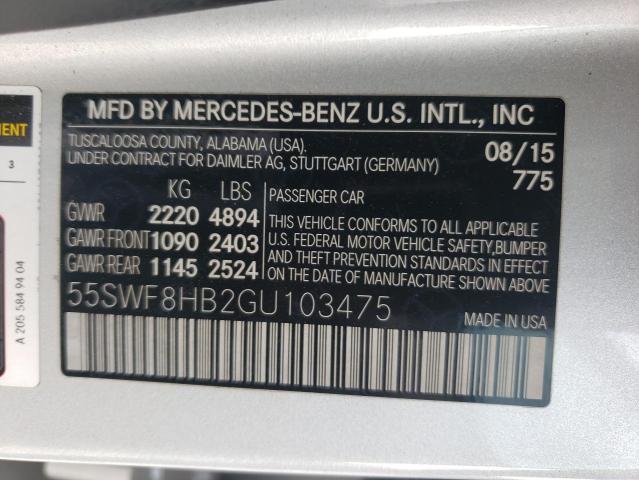 MFD BY MERCEDES-BENZ U.S. INTL., INC
TUSCALOOSA COUNTY, ALABAMA (USA).
UNDER CONTRACT FOR DAIMLER AG, STUTTGART (GERMANY)
08/15
775
KG LBS
GVWR 2220 4894
GAWR FRONT 1090 2403
GAWR REAR 1145 2524
PASSENGER CAR
THIS VEHICLE CONFORMS TO ALL APPLICABLE
U.S. FEDERAL MOTOR VEHICLE SAFETY,BUMPER
AND THEFT PREVENTION STANDARDS IN EFFECT
ON THE DATE OF MANUFACTURE SHOWN ABOVE
55SWF8HB2GU103475
MADE IN USA
3
A 205 584 94 04